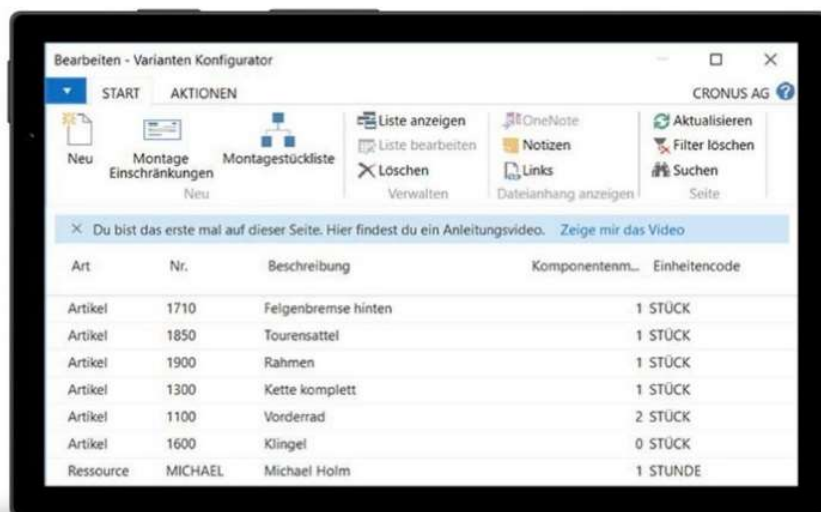 Bearbeiten - Varianten Konfigurator
START AKTIONEN CRONUS AG
Neu
Montage Einschränkungen
Montagestückliste
Neu
Liste anzeigen
Liste bearbeiten
Löschen
Verwalten
OneNote
Notizen
Links
Dateianhang anzeigen
Aktualisieren
Filter löschen
Suchen
Seite
Du bist das erste mal auf dieser Seite. Hier findest du ein Anleitungsvideo. Zeige mir das Video
Art Nr. Beschreibung Komponentenm... Einheitencode
Artikel 1710 Felgenbremse hinten 1 STÜCK
Artikel 1850 Tourensattel 1 STÜCK
Artikel 1900 Rahmen 1 STÜCK
Artikel 1300 Kette komplett 1 STÜCK
Artikel 1100 Vorderrad 2 STÜCK
Artikel 1600 Klingel 0 STÜCK
Ressource MICHAEL Michael Holm 1 STUNDE